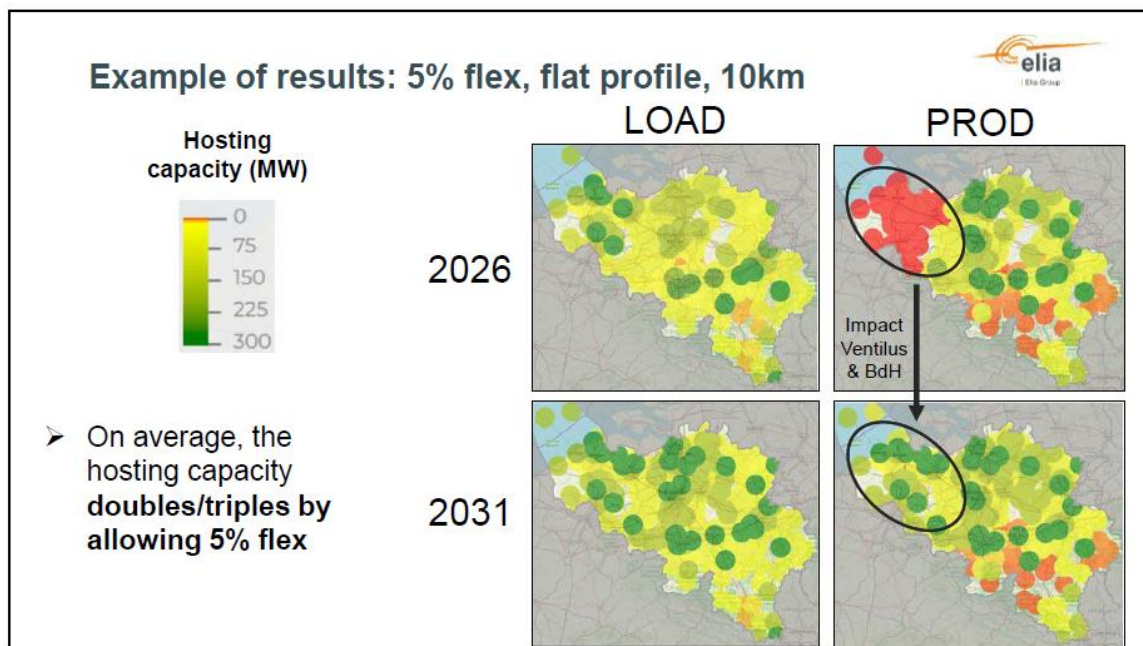 Example of results: 5% flex, flat profile, 10km
elia
Elia Group
Hosting
capacity (MW)
0
75
150
225
300
LOAD
PROD
2026
Impact
Ventilus
& BdH
➢ On average, the
hosting capacity
doubles/triples by
allowing 5% flex
2031